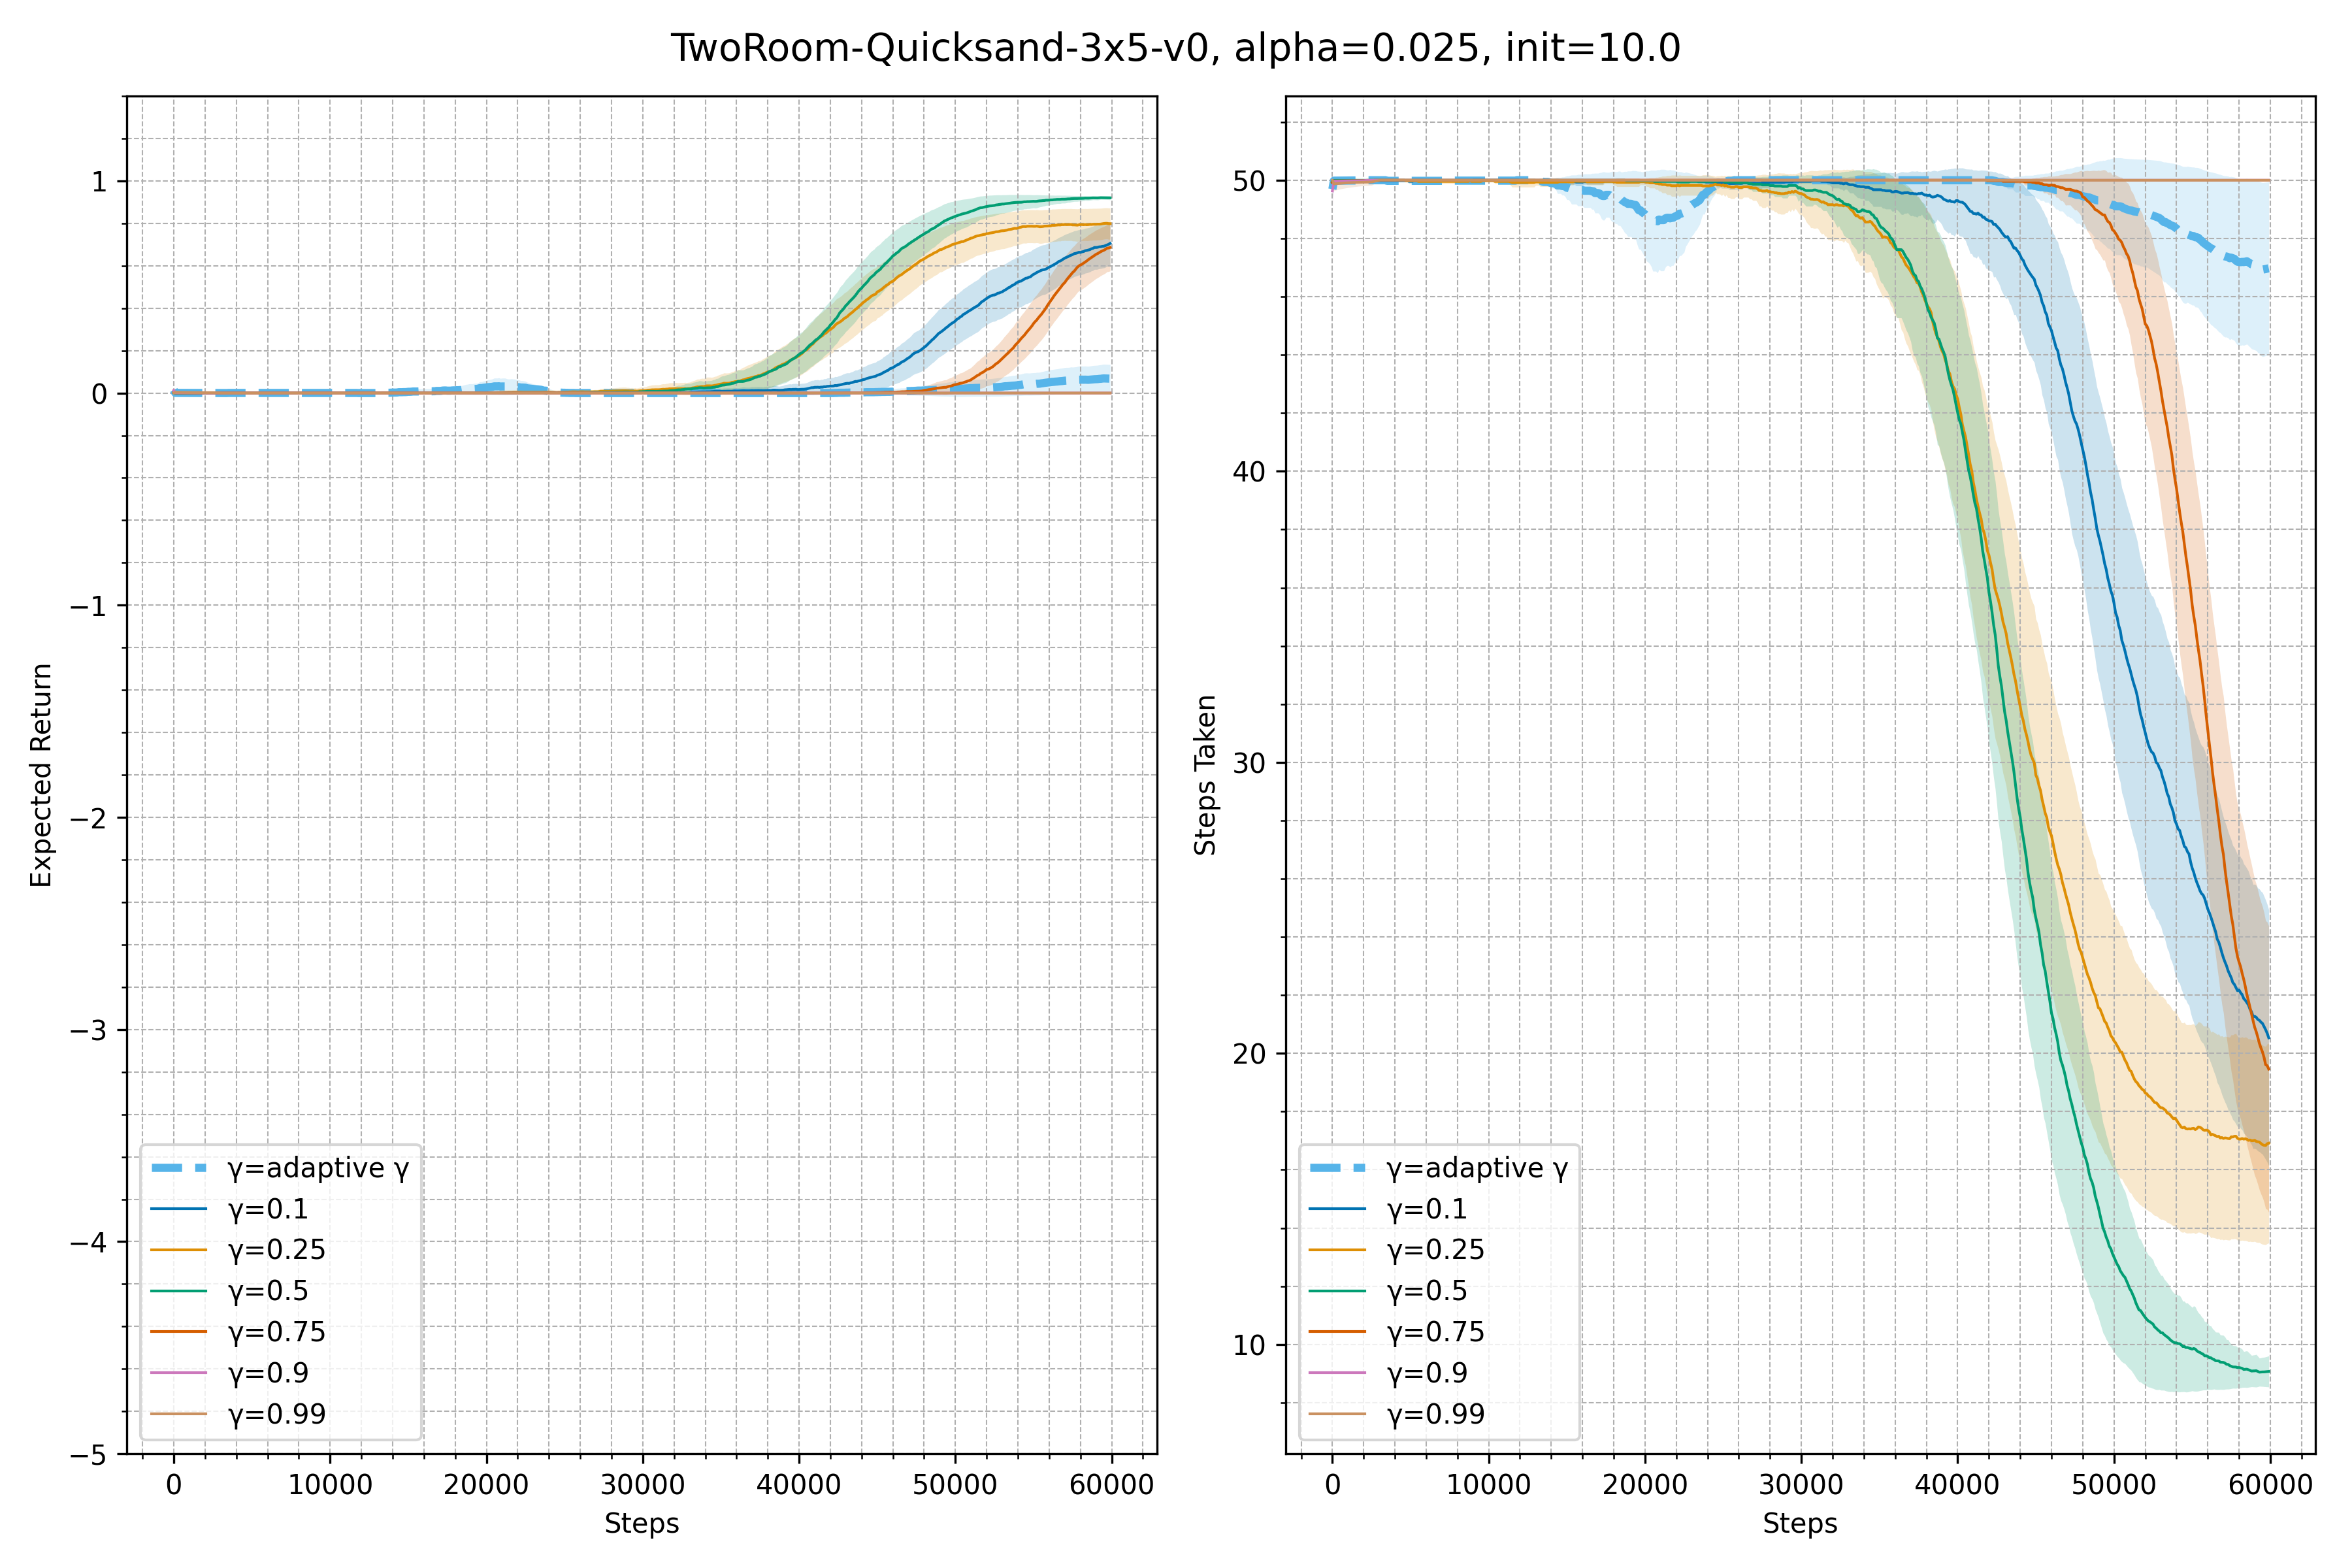 TwoRoom-Quicksand-3x5-v0, alpha=0.025, init=10.0
Expected Return
1
0
−1
−2
−3
−4
−5
γ=adaptive γ
γ=0.1
γ=0.25
γ=0.5
γ=0.75
γ=0.9
γ=0.99
0 10000 20000 30000 40000 50000 60000
Steps
Steps Taken
50
40
30
20
10
γ=adaptive γ
γ=0.1
γ=0.25
γ=0.5
γ=0.75
γ=0.9
γ=0.99
0 10000 20000 30000 40000 50000 60000
Steps